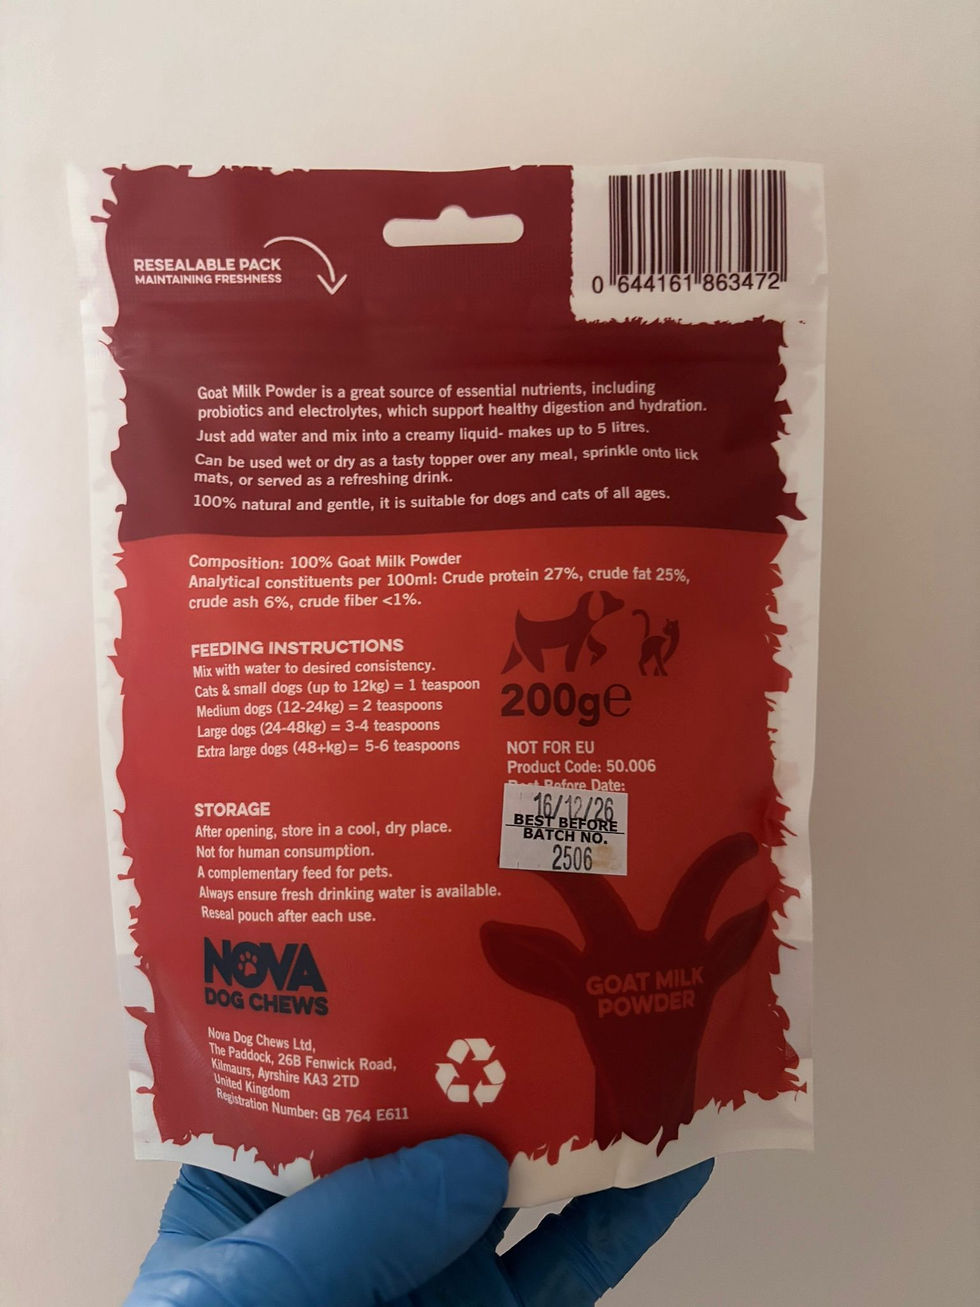 RESEALABLE PACK
MAINTAINING FRESHNESS
0 644161 863472
Goat Milk Powder is a great source of essential nutrients, including
probiotics and electrolytes, which support healthy digestion and hydration.
Just add water and mix into a creamy liquid- makes up to 5 litres.
Can be used wet or dry as a tasty topper over any meal, sprinkle onto lick
mats, or served as a refreshing drink.
100% natural and gentle, it is suitable for dogs and cats of all ages.
Composition: 100% Goat Milk Powder
Analytical constituents per 100ml: Crude protein 27%, crude fat 25%,
crude ash 6%, crude fiber <1%.
FEEDING INSTRUCTIONS
Mix with water to desired consistency.
Cats & small dogs (up to 12kg) = 1 teaspoon
Medium dogs (12-24kg) = 2 teaspoons
Large dogs (24-48kg) = 3-4 teaspoons
Extra large dogs (48+kg)= 5-6 teaspoons
200g℮
NOT FOR EU
Product Code: 50.006
Best Before Date:
16/12/26
BEST BEFORE
BATCH NO.
2506
STORAGE
After opening, store in a cool, dry place.
Not for human consumption.
A complementary feed for pets.
Always ensure fresh drinking water is available.
Reseal pouch after each use.
NOVA
DOG CHEWS
GOAT MILK
POWDER
Nova Dog Chews Ltd,
The Paddock, 26B Fenwick Road,
Kilmaurs, Ayrshire KA3 2TD
United Kingdom
Registration Number: GB 764 E611